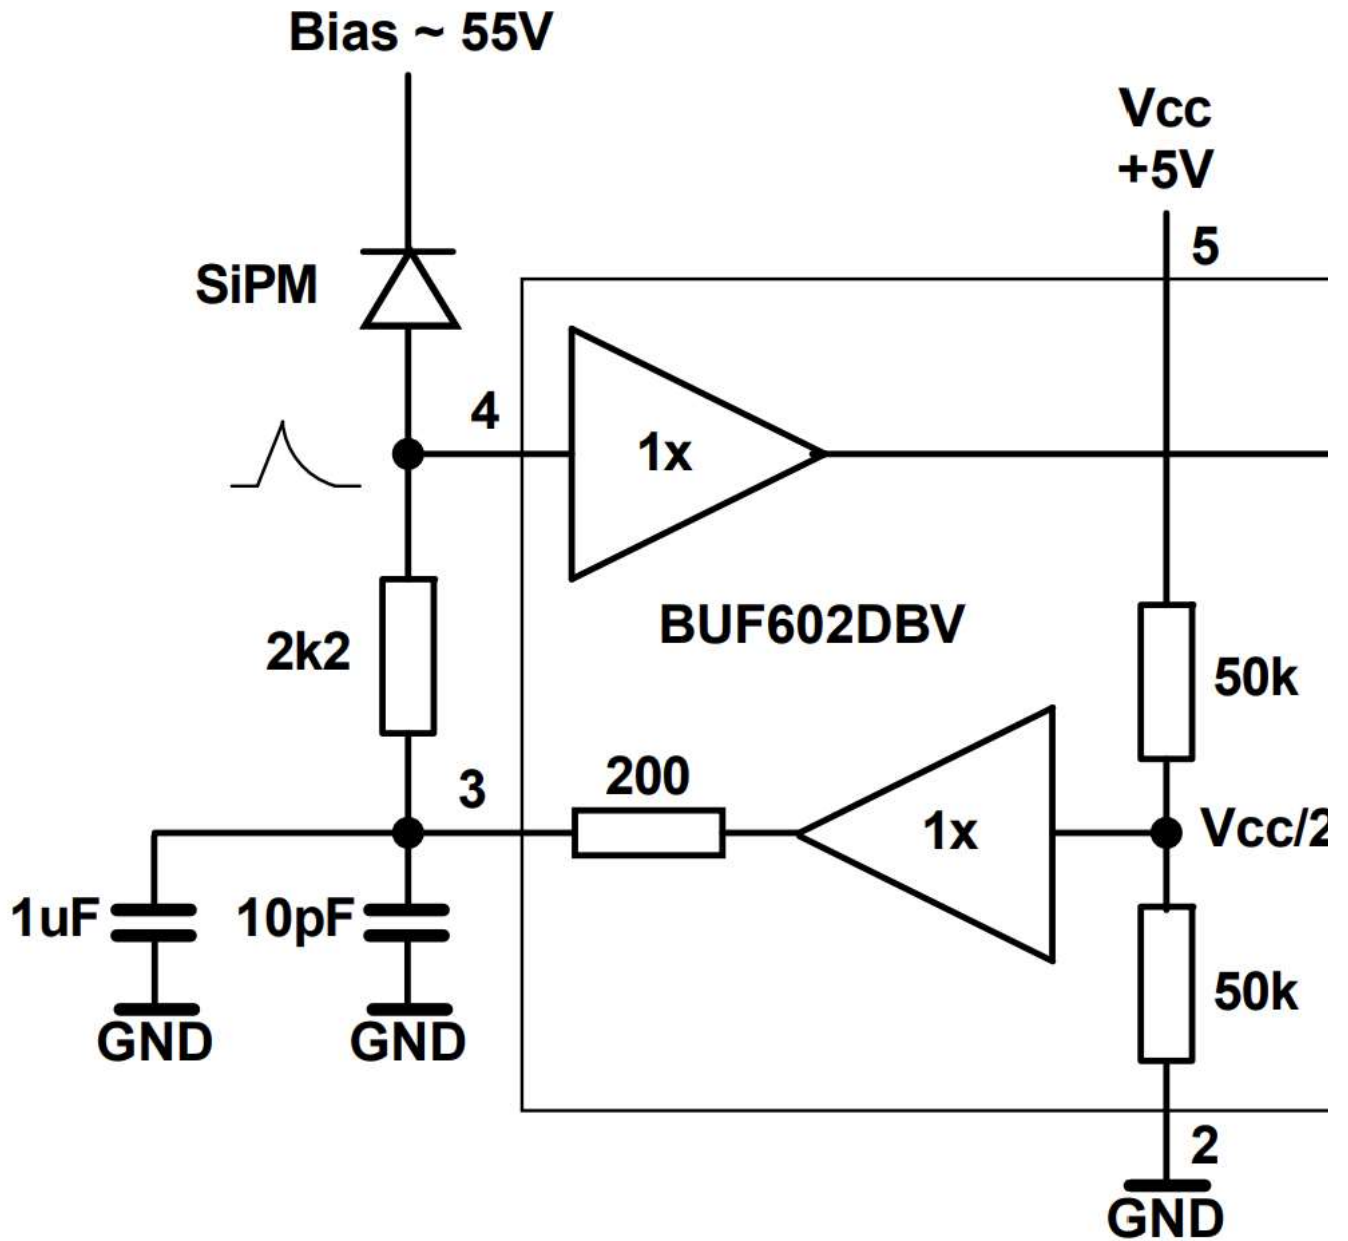 Bias ~ 55V
Vcc
+5V
5
SiPM
4
1x
BUF602DBV
2k2
50k
200
3
1x
Vcc/2
1uF
10pF
50k
GND
GND
2
GND